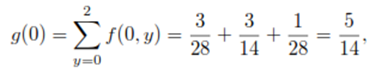 g(0) = \sum_{y=0}^{2} f(0, y) = \frac{3}{28} + \frac{3}{14} + \frac{1}{28} = \frac{5}{14},